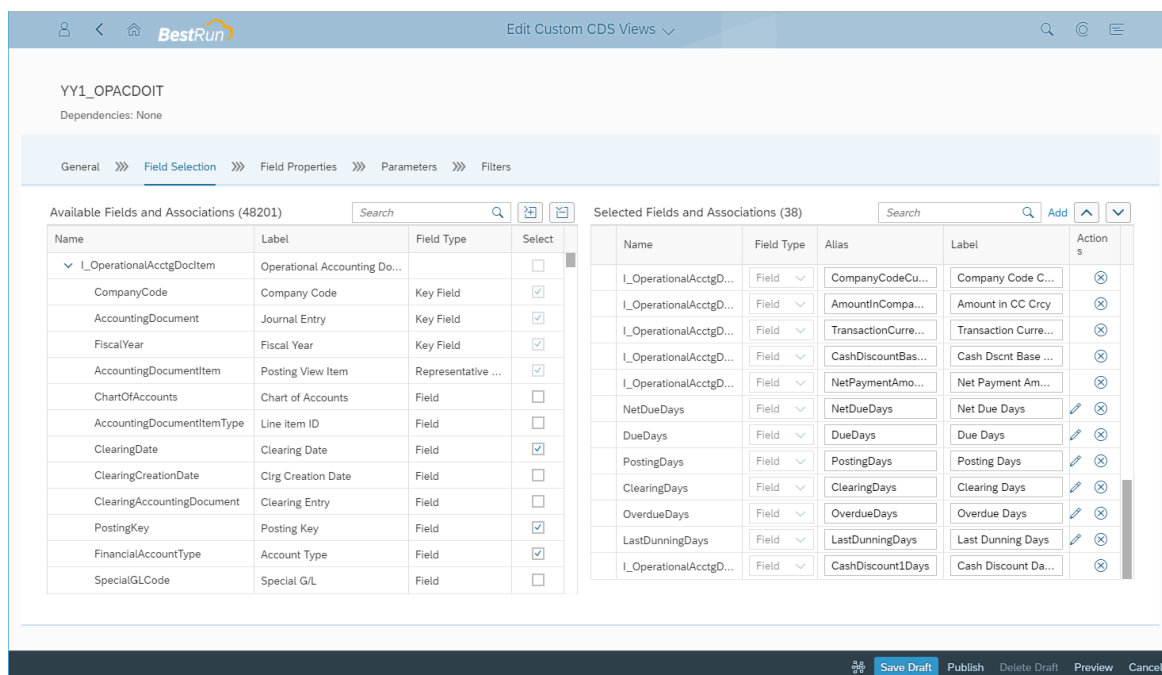 BestRun
Edit Custom CDS Views
YY1_OPACDOIT
Dependencies: None
General
Field Selection
Field Properties
Parameters
Filters
Available Fields and Associations (48201)
Search
Name Label Field Type Select
I_OperationalAcctgDocItem Operational Accounting Do...
CompanyCode Company Code Key Field
AccountingDocument Journal Entry Key Field
FiscalYear Fiscal Year Key Field
AccountingDocumentItem Posting View Item Representative ...
ChartOfAccounts Chart of Accounts Field
AccountingDocumentItemType Line item ID Field
ClearingDate Clearing Date Field
ClearingCreationDate Clrg Creation Date Field
ClearingAccountingDocument Clearing Entry Field
PostingKey Posting Key Field
FinancialAccountType Account Type Field
SpecialGLCode Special G/L Field
Selected Fields and Associations (38)
Search
Add
Name Field Type Alias Label Actions
I_OperationalAcctgD... Field CompanyCodeCu... Company Code C...
I_OperationalAcctgD... Field AmountInCompa... Amount in CC Crcy
I_OperationalAcctgD... Field TransactionCurre... Transaction Curre...
I_OperationalAcctgD... Field CashDiscountBas... Cash Dscnt Base ...
I_OperationalAcctgD... Field NetPaymentAmo... Net Payment Am...
NetDueDays Field NetDueDays Net Due Days
DueDays Field DueDays Due Days
PostingDays Field PostingDays Posting Days
ClearingDays Field ClearingDays Clearing Days
OverdueDays Field OverdueDays Overdue Days
LastDunningDays Field LastDunningDays Last Dunning Days
I_OperationalAcctgD... Field CashDiscount1Days Cash Discount Da...
Save Draft
Publish
Delete Draft
Preview
Cancel